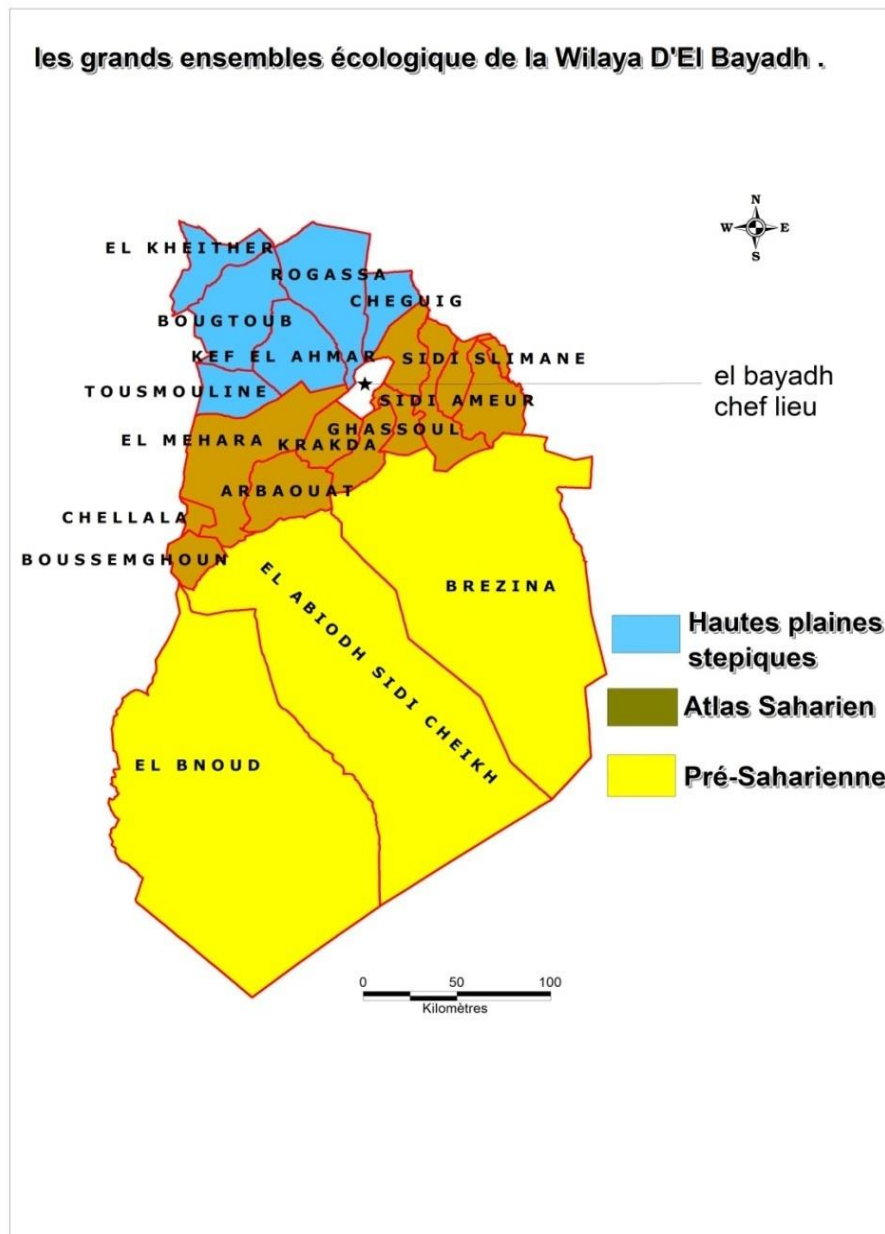 les grands ensembles écologique de la Wilaya D'El Bayadh .
N
W E
S
EL KHEITHER
ROGASSA
CHEGUIG
BOUGTOUB
KEF EL AHMAR
SIDI SLIMANE
TOUSMOULINE
SIDI AMEUR
el bayadh
chef lieu
EL MEHARA
KRAKDA
GHASSOUL
ARBAOUAT
CHELLALA
BOUSSEMGHOUN
EL ABIODH SIDI CHEIKH
BREZINA
EL BNOUD
Hautes plaines
stepiques
Atlas Saharien
Pré-Saharienne
0 50 100
Kilomètres